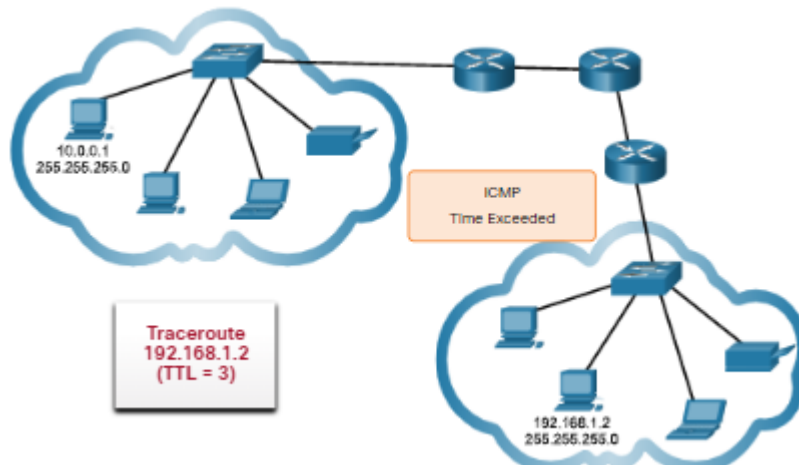 10.0.0.1
255.255.255.0
ICMP
Time Exceeded
Traceroute
192.168.1.2
(TTL = 3)
192.168.1.2
255.255.255.0